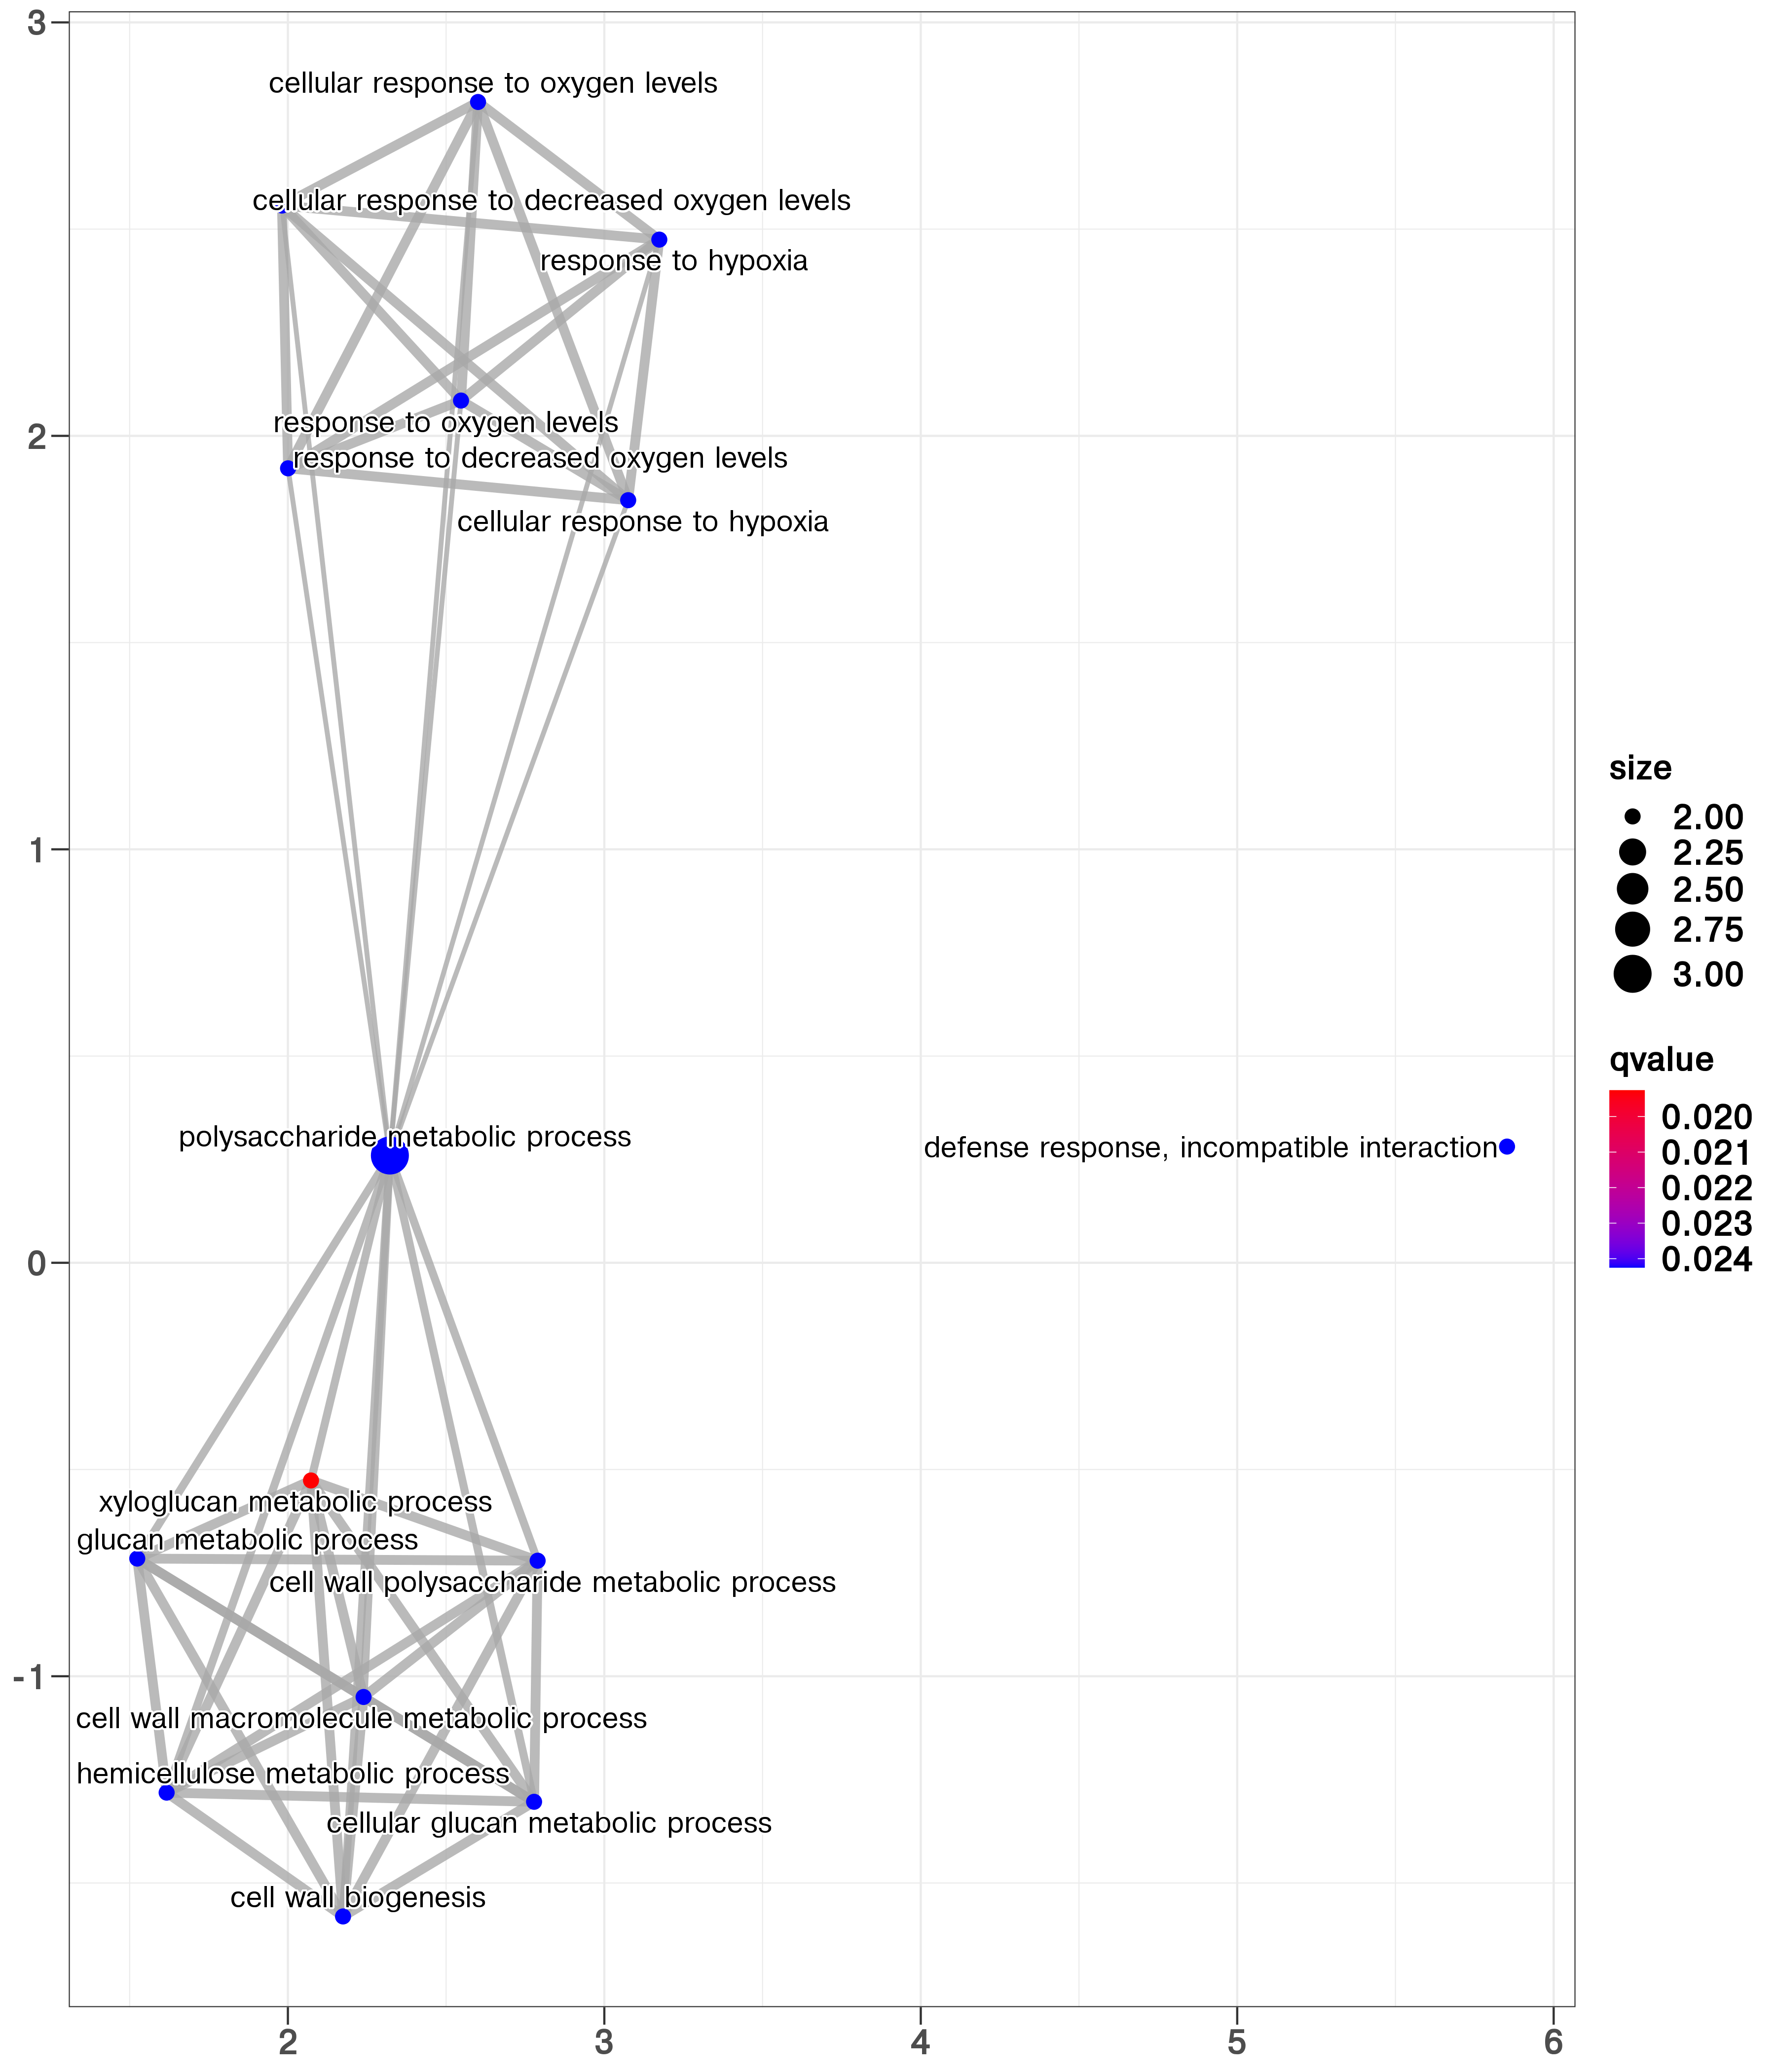 3
cellular response to oxygen levels
cellular response to decreased oxygen levels
response to hypoxia
response to oxygen levels
2
response to decreased oxygen levels
cellular response to hypoxia
size
2.00
2.25
1
2.50
2.75
3.00
qvalue
0.020
polysaccharide metabolic process
defense response, incompatible interaction
0.021
0.022
0.023
0
0.024
xyloglucan metabolic process
glucan metabolic process
cell wall polysaccharide metabolic process
-1
cell wall macromolecule metabolic process
hemicellulose metabolic process
cellular glucan metabolic process
cell wall biogenesis
2 3 4 5 6